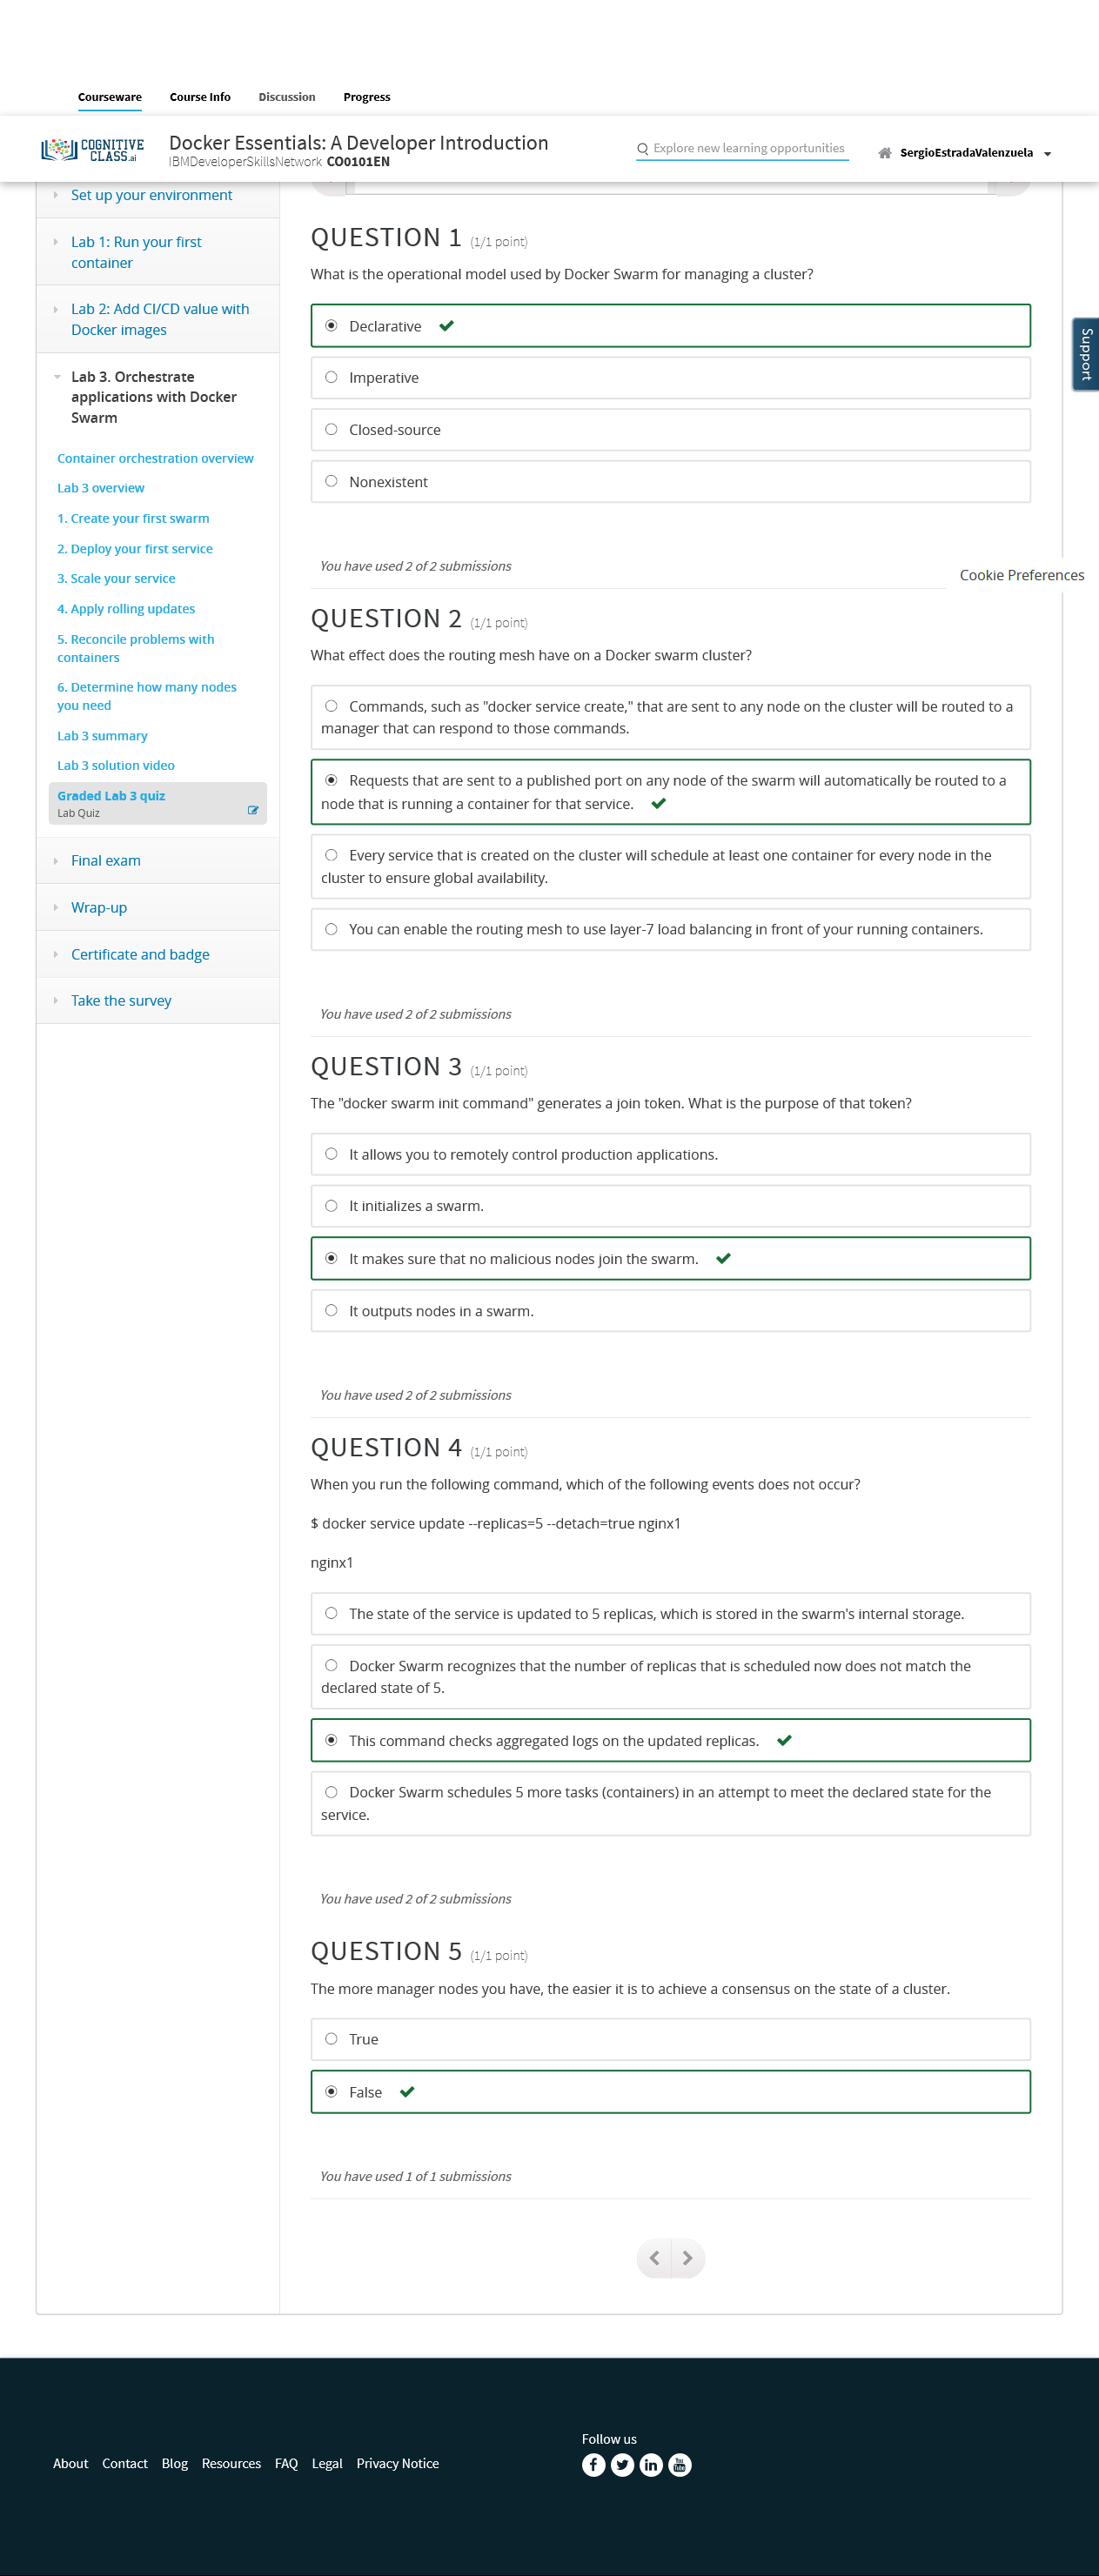 Courseware Course Info Discussion Progress
COGNITIVE
CLASS.ai
Docker Essentials: A Developer Introduction
IBMDeveloperSkillsNetwork CO0101EN
Explore new learning opportunities
SergioEstradaValenzuela
Set up your environment
Lab 1: Run your first
container
Lab 2: Add CI/CD value with
Docker images
Lab 3. Orchestrate
applications with Docker
Swarm
Container orchestration overview
Lab 3 overview
1. Create your first swarm
2. Deploy your first service
3. Scale your service
4. Apply rolling updates
5. Reconcile problems with
containers
6. Determine how many nodes
you need
Lab 3 summary
Lab 3 solution video
Graded Lab 3 quiz
Lab Quiz
Final exam
Wrap-up
Certificate and badge
Take the survey
QUESTION 1 (1/1 point)
What is the operational model used by Docker Swarm for managing a cluster?
Declarative
Imperative
Closed-source
Nonexistent
You have used 2 of 2 submissions
Support
Cookie Preferences
QUESTION 2 (1/1 point)
What effect does the routing mesh have on a Docker swarm cluster?
Commands, such as "docker service create," that are sent to any node on the cluster will be routed to a
manager that can respond to those commands.
Requests that are sent to a published port on any node of the swarm will automatically be routed to a
node that is running a container for that service.
Every service that is created on the cluster will schedule at least one container for every node in the
cluster to ensure global availability.
You can enable the routing mesh to use layer-7 load balancing in front of your running containers.
You have used 2 of 2 submissions
QUESTION 3 (1/1 point)
The "docker swarm init command" generates a join token. What is the purpose of that token?
It allows you to remotely control production applications.
It initializes a swarm.
It makes sure that no malicious nodes join the swarm.
It outputs nodes in a swarm.
You have used 2 of 2 submissions
QUESTION 4 (1/1 point)
When you run the following command, which of the following events does not occur?
$ docker service update --replicas=5 --detach=true nginx1
nginx1
The state of the service is updated to 5 replicas, which is stored in the swarm's internal storage.
Docker Swarm recognizes that the number of replicas that is scheduled now does not match the
declared state of 5.
This command checks aggregated logs on the updated replicas.
Docker Swarm schedules 5 more tasks (containers) in an attempt to meet the declared state for the
service.
You have used 2 of 2 submissions
QUESTION 5 (1/1 point)
The more manager nodes you have, the easier it is to achieve a consensus on the state of a cluster.
True
False
You have used 1 of 1 submissions
About Contact Blog Resources FAQ Legal Privacy Notice
Follow us
You
Tube